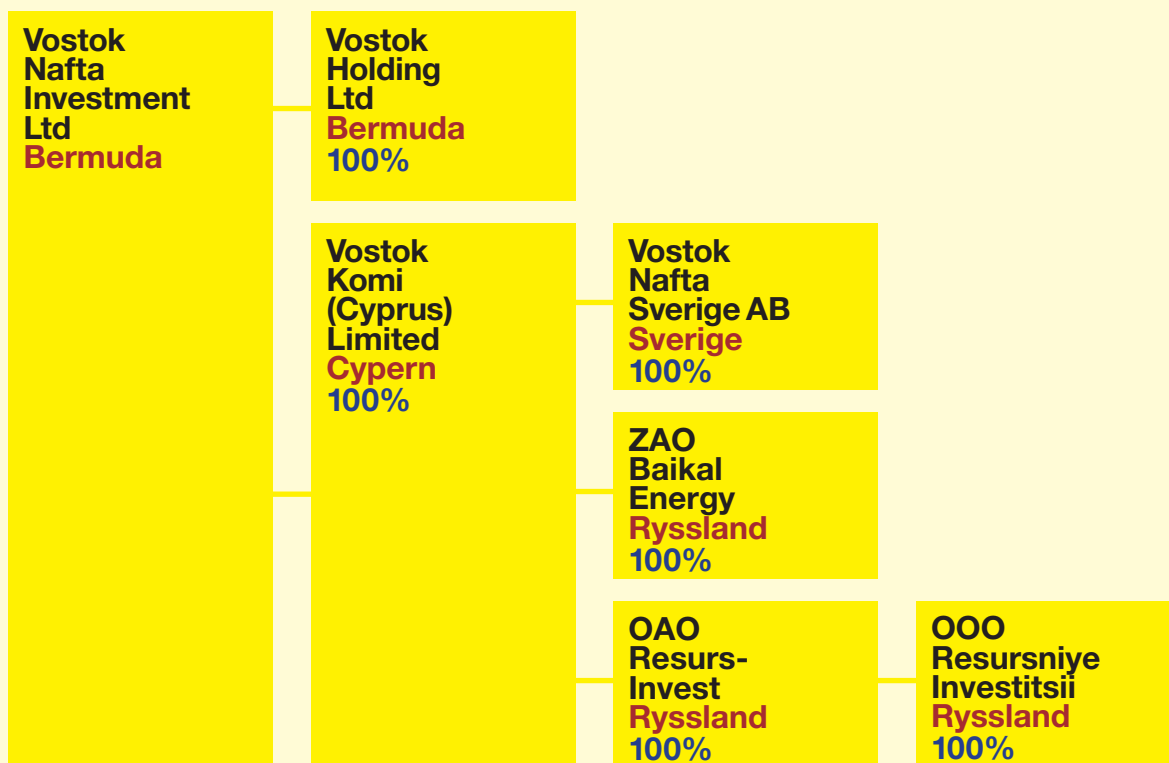 Vostok
Nafta
Investment
Ltd
Bermuda
Vostok
Holding
Ltd
Bermuda
100%
Vostok
Komi
(Cyprus)
Limited
Cypern
100%
Vostok
Nafta
Sverige AB
Sverige
100%
ZAO
Baikal
Energy
Ryssland
100%
OAO
Resurs-
Invest
Ryssland
100%
OOO
Resursniye
Investitsii
Ryssland
100%